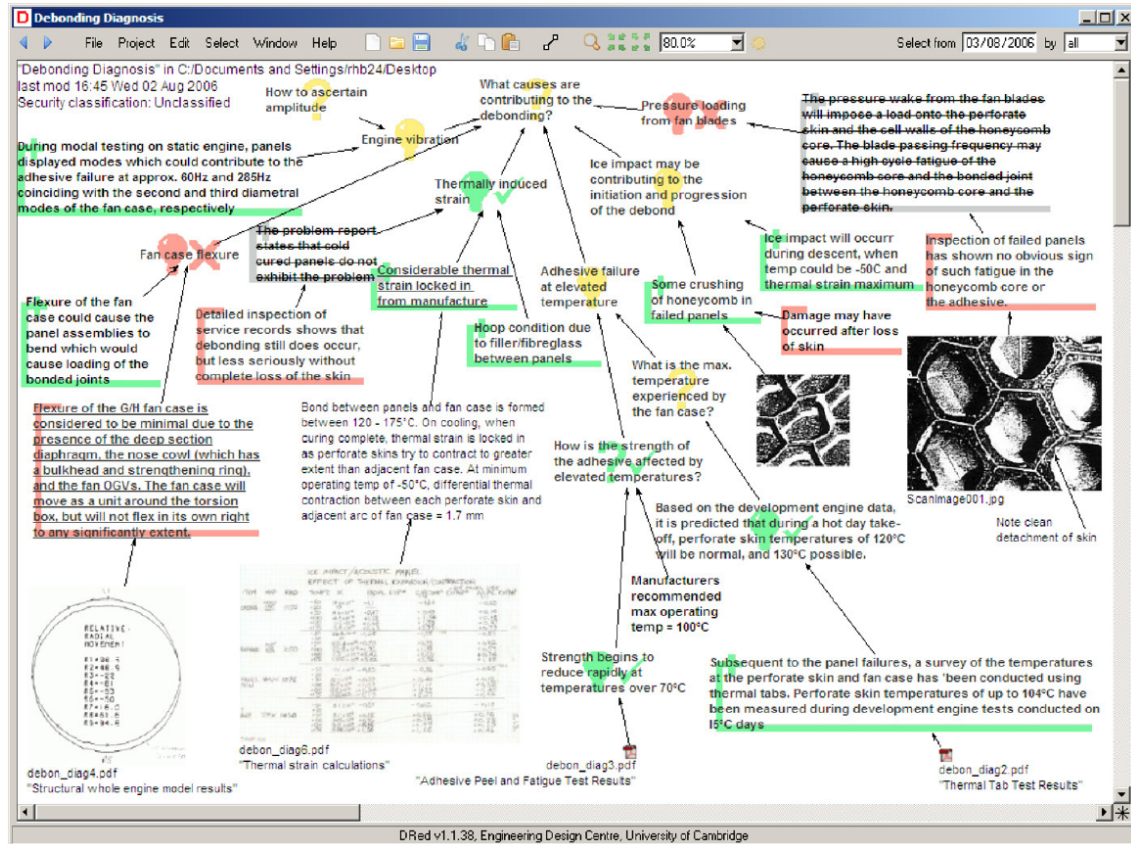 Debonding Diagnosis
File Project Edit Select Window Help 80.0% Select from 03/08/2006 by all
"Debonding Diagnosis" in C:/Documents and Settings/rhb24/Desktop
last mod 16:45 Wed 02 Aug 2006
Security classification: Unclassified
How to ascertain
amplitude
What causes are
contributing to the
debonding?
Pressure loading
from fan blades
The pressure wake from the fan blades
will impose a load onto the perforate
skin and the cell walls of the honeycomb
core. The blade passing frequency may
cause a high cycle fatigue of the
honeycomb core and the bonded joint
between the honeycomb core and the
perforate skin.
Engine vibration
During modal testing on static engine, panels
displayed modes which could contribute to the
adhesive failure at approx. 60Hz and 285Hz
coinciding with the second and third diametral
modes of the fan case, respectively
Thermally induced
strain
Ice impact may be
contributing to the
initiation and progression
of the debond
Fan case flexure
The problem report
states that cold
cured panels do not
exhibit the problem
Considerable thermal
strain locked in
from manufacture
Adhesive failure
at elevated
temperature
Some crushing
of honeycomb in
failed panels
Ice impact will occurr
during descent, when
temp could be -50C and
thermal strain maximum
Inspection of failed panels
has shown no obvious sign
of such fatigue in the
honeycomb core or
the adhesive.
Flexure of the fan
case could cause the
panel assemblies to
bend which would
cause loading of the
bonded joints
Detailed inspection of
service records shows that
debonding still does occur,
but less seriously without
complete loss of the skin
Hoop condition due
to filler/fibreglass
between panels
Damage may have
occurred after loss
of skin
What is the max.
temperature
experienced by
the fan case?
Flexure of the G/H fan case is
considered to be minimal due to the
presence of the deep section
diaphragm, the nose cowl (which has
a bulkhead and strengthening ring),
and the fan OGVs. The fan case will
move as a unit around the torsion
box, but will not flex in its own right
to any significantly extent.
Bond between panels and fan case is formed
between 120 - 175°C. On cooling, when
curing complete, thermal strain is locked in
as perforate skins try to contract to greater
extent than adjacent fan case. At minimum
operating temp of -50°C, differential thermal
contraction between each perforate skin and
adjacent arc of fan case = 1.7 mm
How is the strength of
the adhesive affected by
elevated temperatures?
ScanImage001.jpg
Note clean
detachment of skin
Based on the development engine data,
it is predicted that during a hot day take-
off, perforate skin temperatures of 120°C
will be normal, and 130°C possible.
Manufacturers
recommended
max operating
temp = 100°C
ICE IMPACT/ACOUSTIC PANEL
EFFECT OF THERMAL EXPANSION/CONTRACTION
RELATIVE
RADIAL
MOVEMENT
Strength begins to
reduce rapidly at
temperatures over 70°C
Subsequent to the panel failures, a survey of the temperatures
at the perforate skin and fan case has 'been conducted using
thermal tabs. Perforate skin temperatures of up to 104°C have
been measured during development engine tests conducted on
I5°C days
debon_diag4.pdf
"Structural whole engine model results"
debon_diag6.pdf
"Thermal strain calculations"
debon_diag3.pdf
"Adhesive Peel and Fatigue Test Results"
debon_diag2.pdf
"Thermal Tab Test Results"
DRed v1.1.38, Engineering Design Centre, University of Cambridge